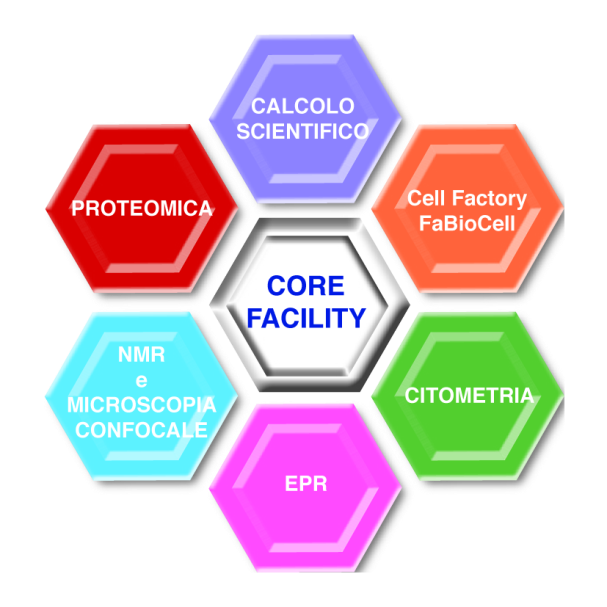 CALCOLO
SCIENTIFICO
PROTEOMICA
Cell Factory
FaBioCell
CORE
FACILITY
NMR
e
MICROSCOPIA
CONFOCALE
CITOMETRIA
EPR